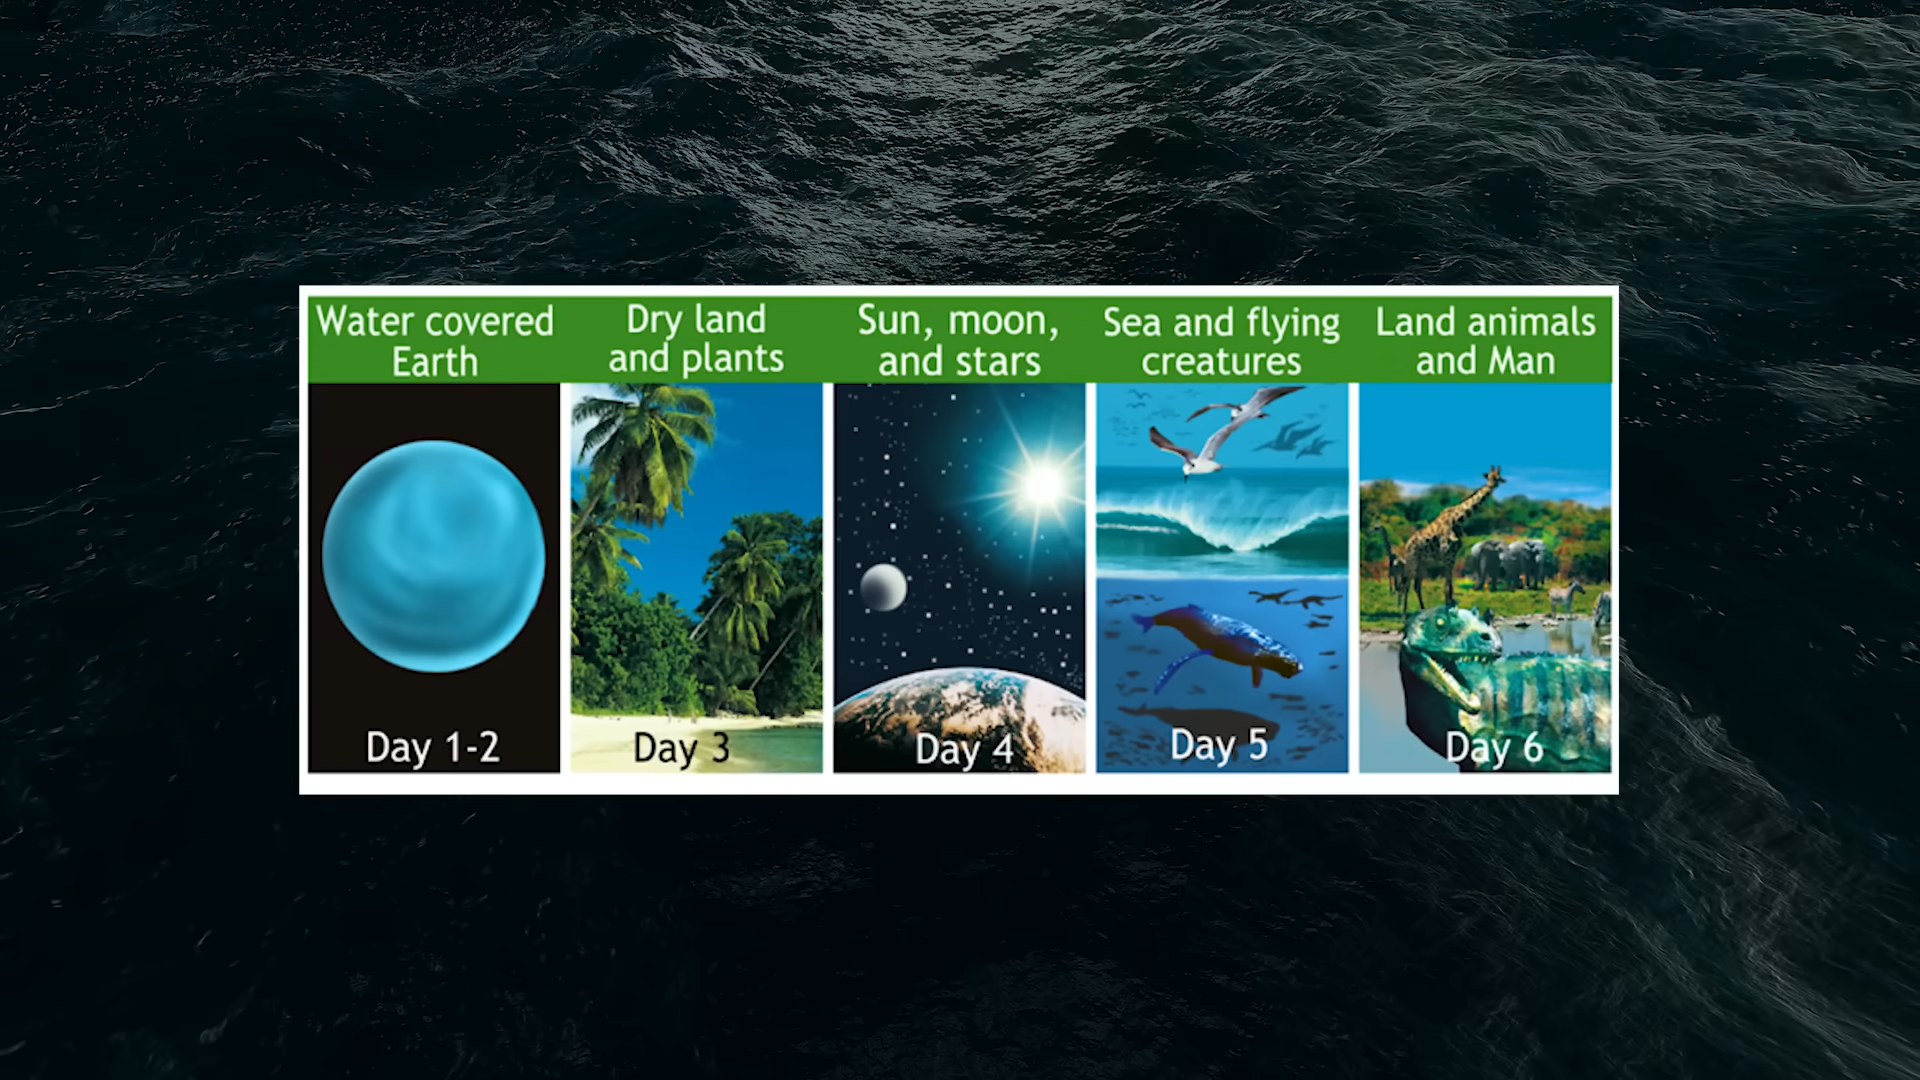 Water covered
Earth
Dry land
and plants
Sun, moon,
and stars
Sea and flying
creatures
Land animals
and Man
Day 1-2
Day 3
Day 4
Day 5
Day 6